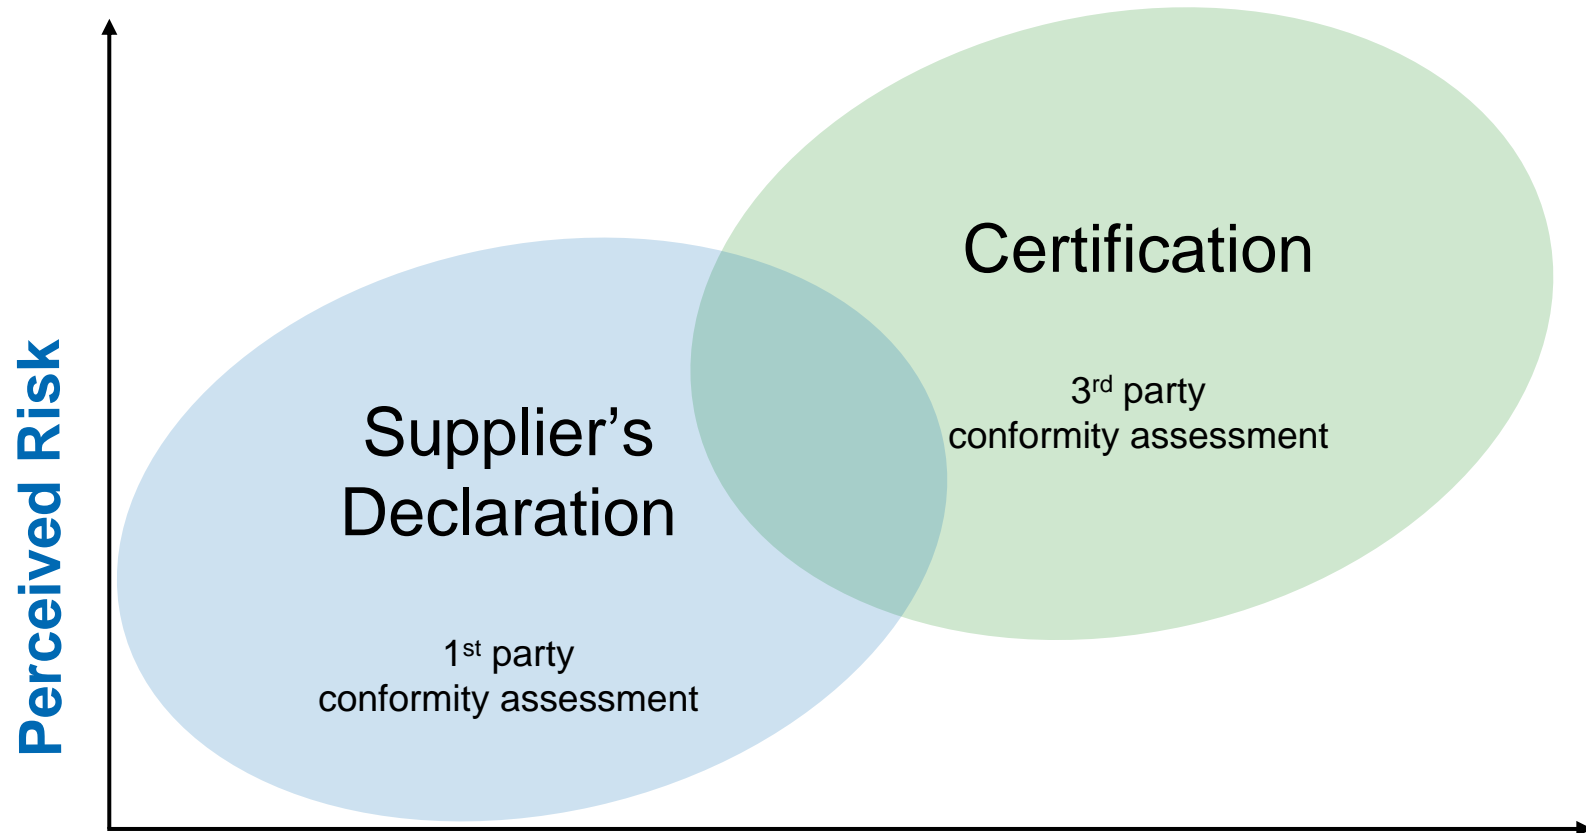 Perceived Risk
Certification
3rd party
conformity assessment
Supplier’s
Declaration
1st party
conformity assessment